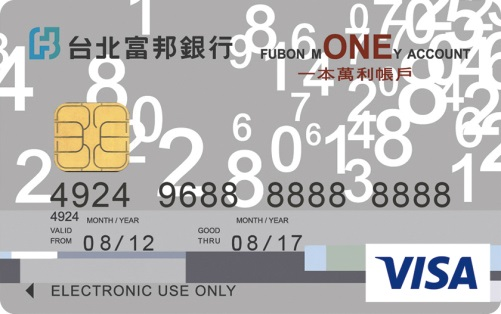 台北富邦銀行
FUBON MONEY ACCOUNT
一本萬利帳戶
4924 9688 8888 8888
4924
MONTH / YEAR MONTH / YEAR
VALID FROM 08/12 GOOD THRU 08/17
VISA
ELECTRONIC USE ONLY